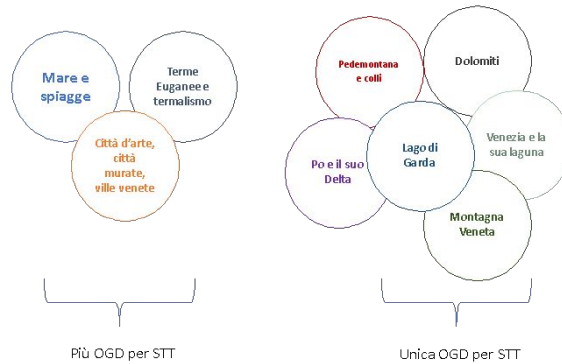 Mare e
spiagge
Terme
Euganee e
termalismo
Città d'arte,
città
murate,
ville venete
Più OGD per STT
Pedemontana
e colli
Dolomiti
Po e il suo
Delta
Lago di
Garda
Venezia e la
sua laguna
Montagna
Veneta
Unica OGD per STT